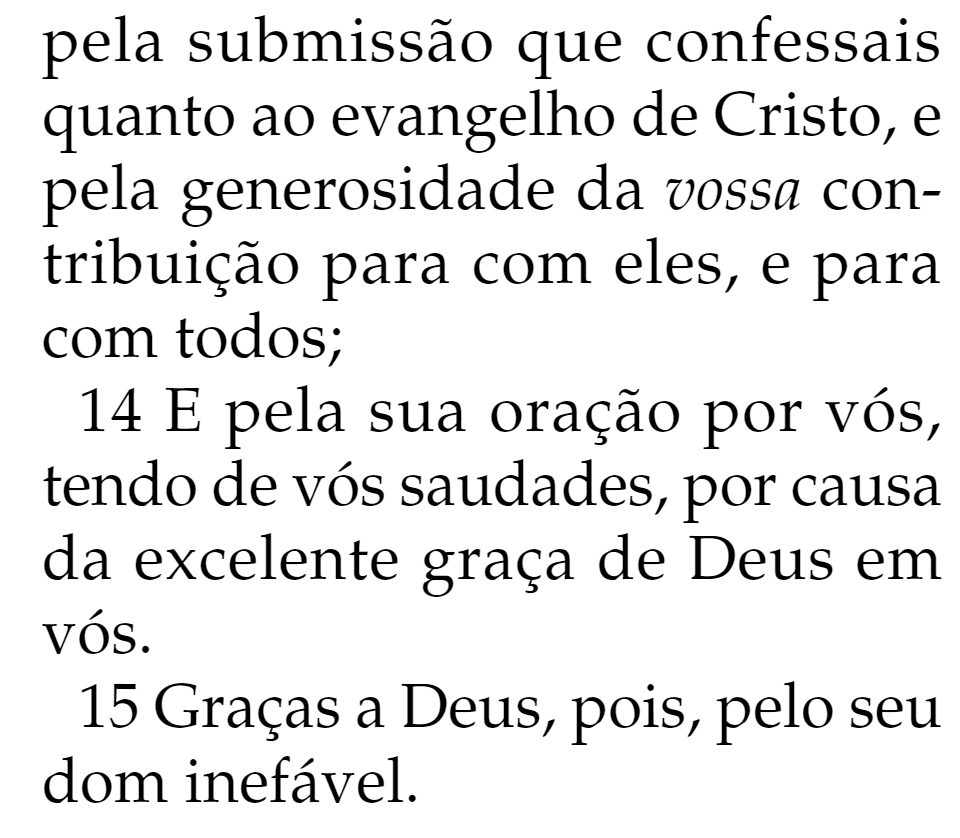 pela submissão que confessais
quanto ao evangelho de Cristo, e
pela generosidade da vossa con-
tribuição para com eles, e para
com todos;
14 E pela sua oração por vós,
tendo de vós saudades, por causa
da excelente graça de Deus em
vós.
15 Graças a Deus, pois, pelo seu
dom inefável.